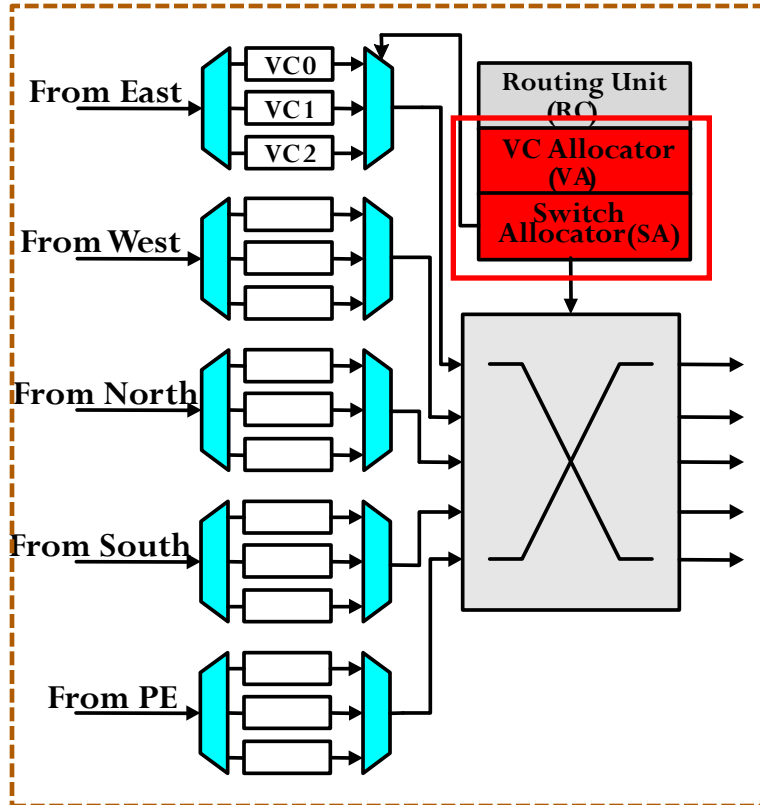 From East
VC0
VC1
VC2
Routing Unit
(RC)
VC Allocator
(VA)
Switch
Allocator(SA)
From West
From North
From South
From PE